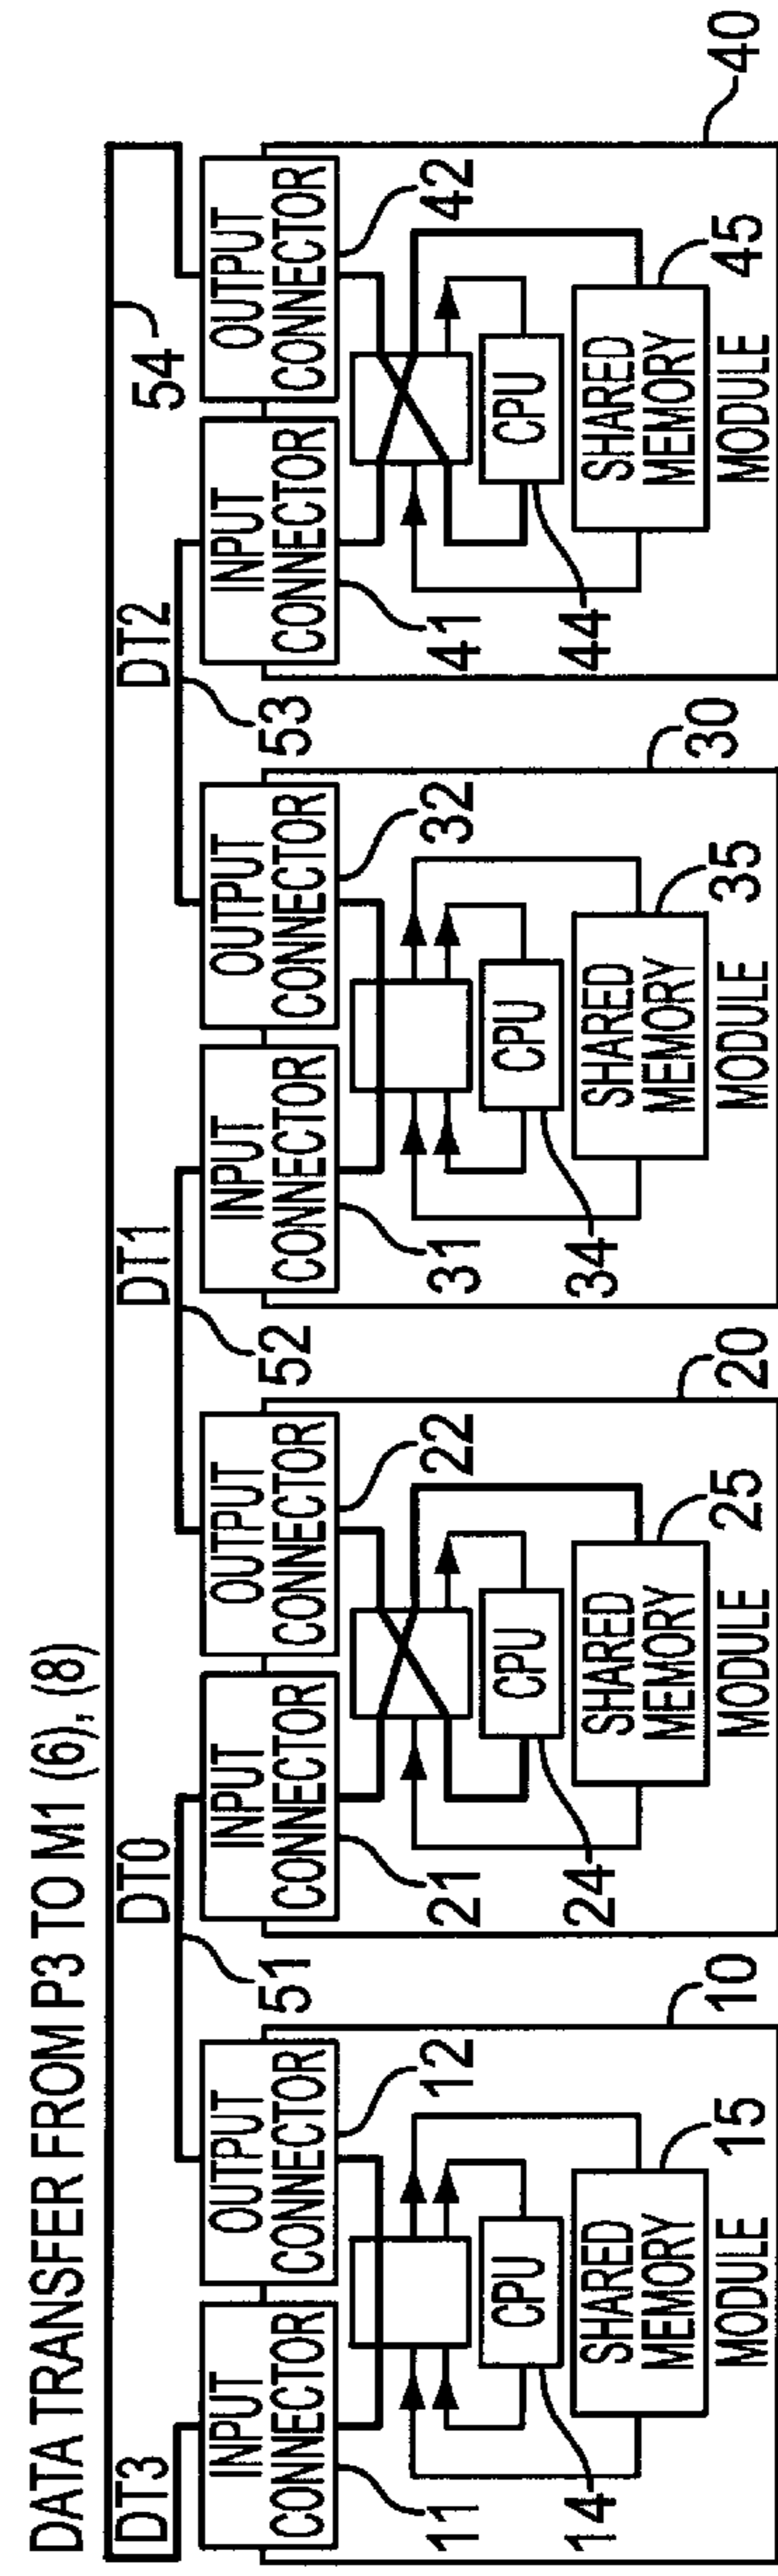 DATA TRANSFER FROM P3 TO M1 (6), (8)
DT3
DT0
DT1
DT2
51
52
53
54
INPUT
CONNECTOR
OUTPUT
CONNECTOR
11
12
CPU
14
SHARED
MEMORY
15
MODULE
10
INPUT
CONNECTOR
OUTPUT
CONNECTOR
21
22
CPU
24
SHARED
MEMORY
25
MODULE
20
INPUT
CONNECTOR
OUTPUT
CONNECTOR
31
32
CPU
34
SHARED
MEMORY
35
MODULE
30
INPUT
CONNECTOR
OUTPUT
CONNECTOR
41
42
CPU
44
SHARED
MEMORY
45
MODULE
40